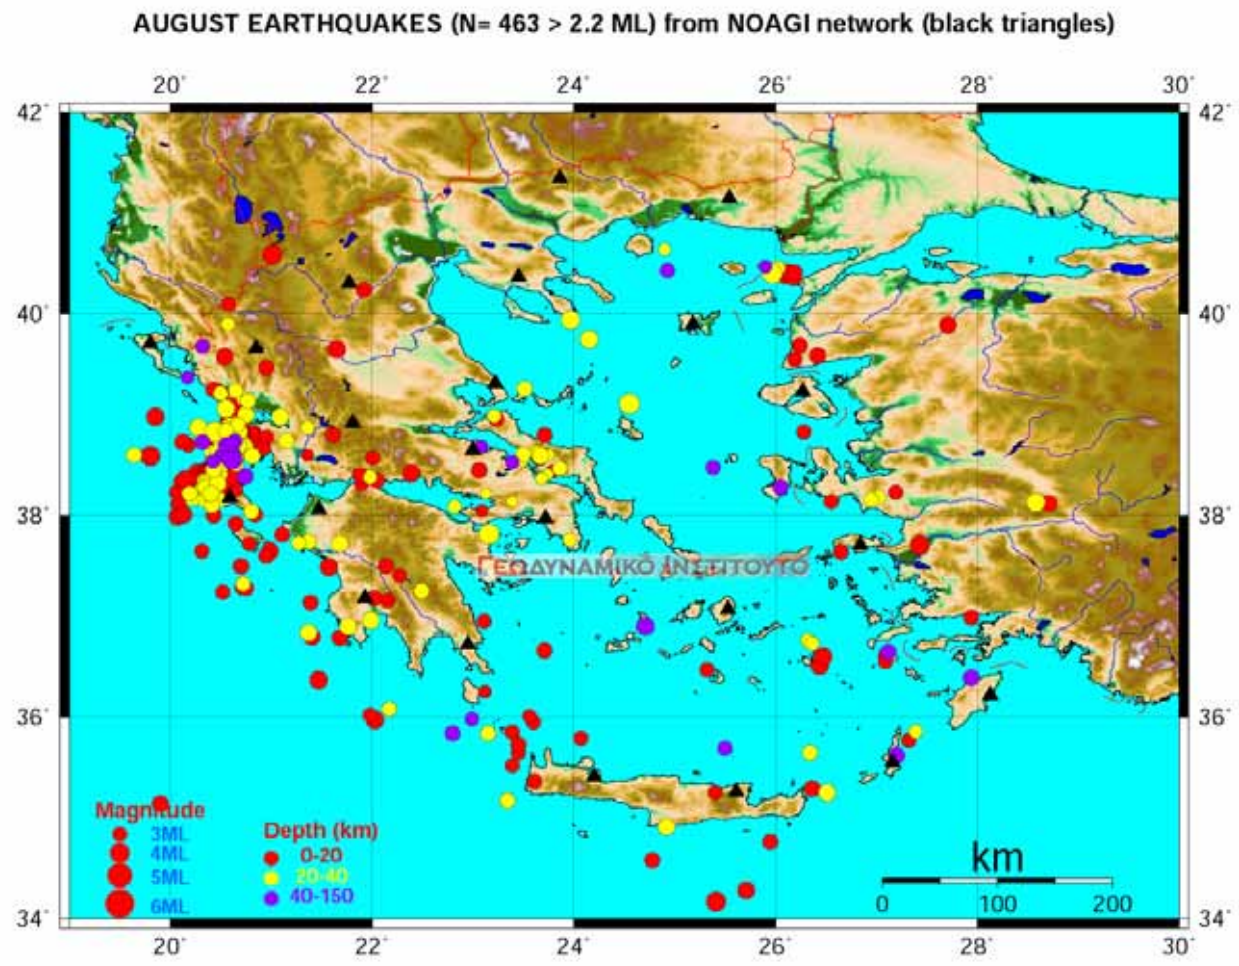 AUGUST EARTHQUAKES (N= 463 > 2.2 ML) from NOAGI network (black triangles)
20˚ 22˚ 24˚ 26˚ 28˚ 30˚
42˚ 42˚
40˚ 40˚
38˚ 38˚
ΓΕΩΔΥΝΑΜΙΚΌ ΙΝΣΤΙΤΟΎΤΟ
36˚ 36˚
Magnitude
3ML
4ML
5ML
6ML
Depth (km)
0-20
20-40
40-150
km
0 100 200
34˚ 34˚
20˚ 22˚ 24˚ 26˚ 28˚ 30˚